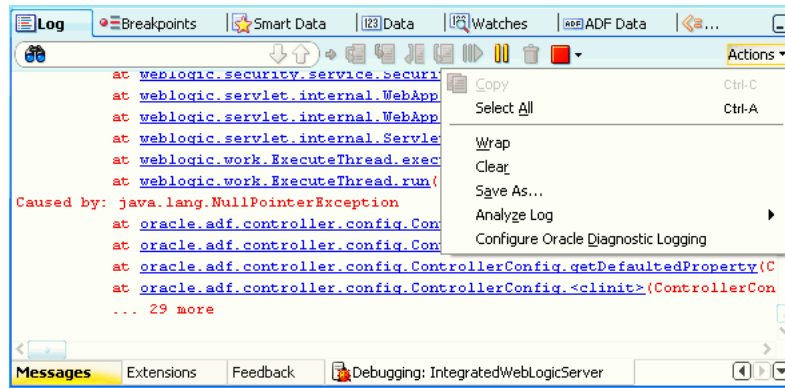 Log Breakpoints Smart Data Data Watches ADF Data
Actions
at weblogic.security.service.Securi
at weblogic.servlet.internal.WebApp
at weblogic.servlet.internal.WebApp
at weblogic.servlet.internal.Servle
at weblogic.work.ExecuteThread.exec
at weblogic.work.ExecuteThread.run(
Caused by: java.lang.NullPointerException
at oracle.adf.controller.config.Con
at oracle.adf.controller.config.Con
at oracle.adf.controller.config.ControllerConfig.getDefaultedProperty(C
at oracle.adf.controller.config.ControllerConfig.<clinit>(ControllerCon
... 29 more
Copy Ctrl-C
Select All Ctrl-A
Wrap
Clear
Save As...
Analyze Log
Configure Oracle Diagnostic Logging
Messages Extensions Feedback Debugging: IntegratedWebLogicServer